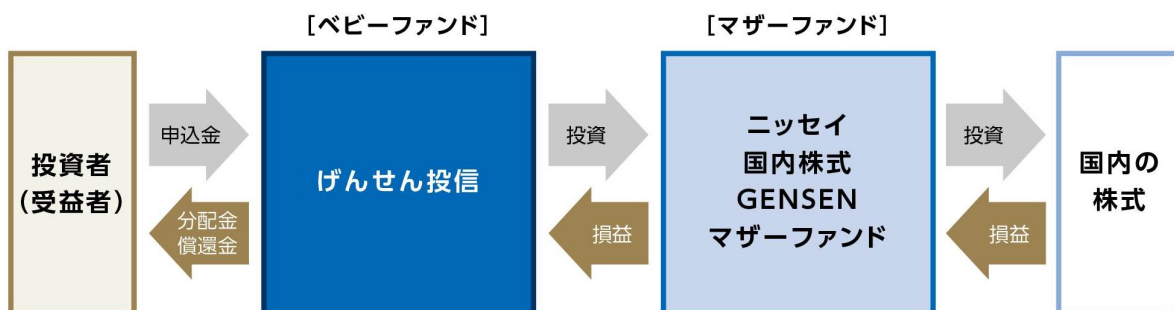 [ベビーファンド]
[マザーファンド]
投資者
(受益者)
申込金
分配金
償還金
げんせん投信
投資
損益
ニッセイ
国内株式
GENSEN
マザーファンド
投資
損益
国内の
株式